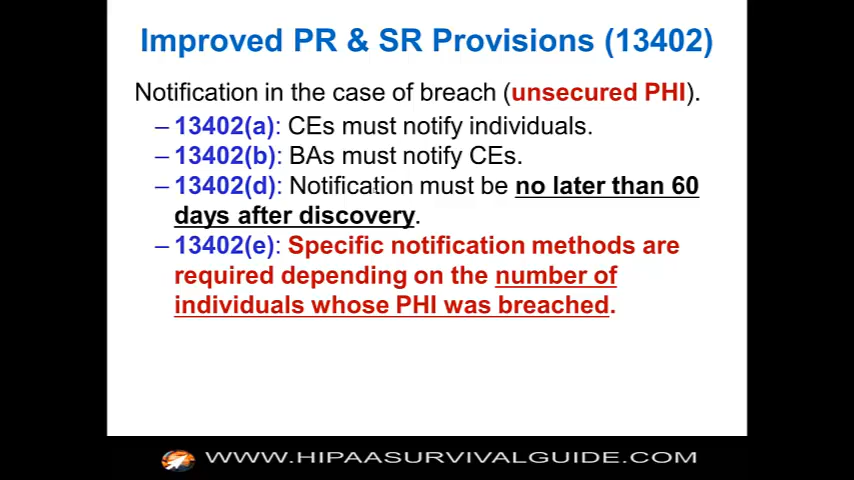 Improved PR & SR Provisions (13402)
Notification in the case of breach (unsecured PHI).
– 13402(a): CEs must notify individuals.
– 13402(b): BAs must notify CEs.
– 13402(d): Notification must be no later than 60
days after discovery.
– 13402(e): Specific notification methods are
required depending on the number of
individuals whose PHI was breached.
WWW.HIPAASURVIVALGUIDE.COM